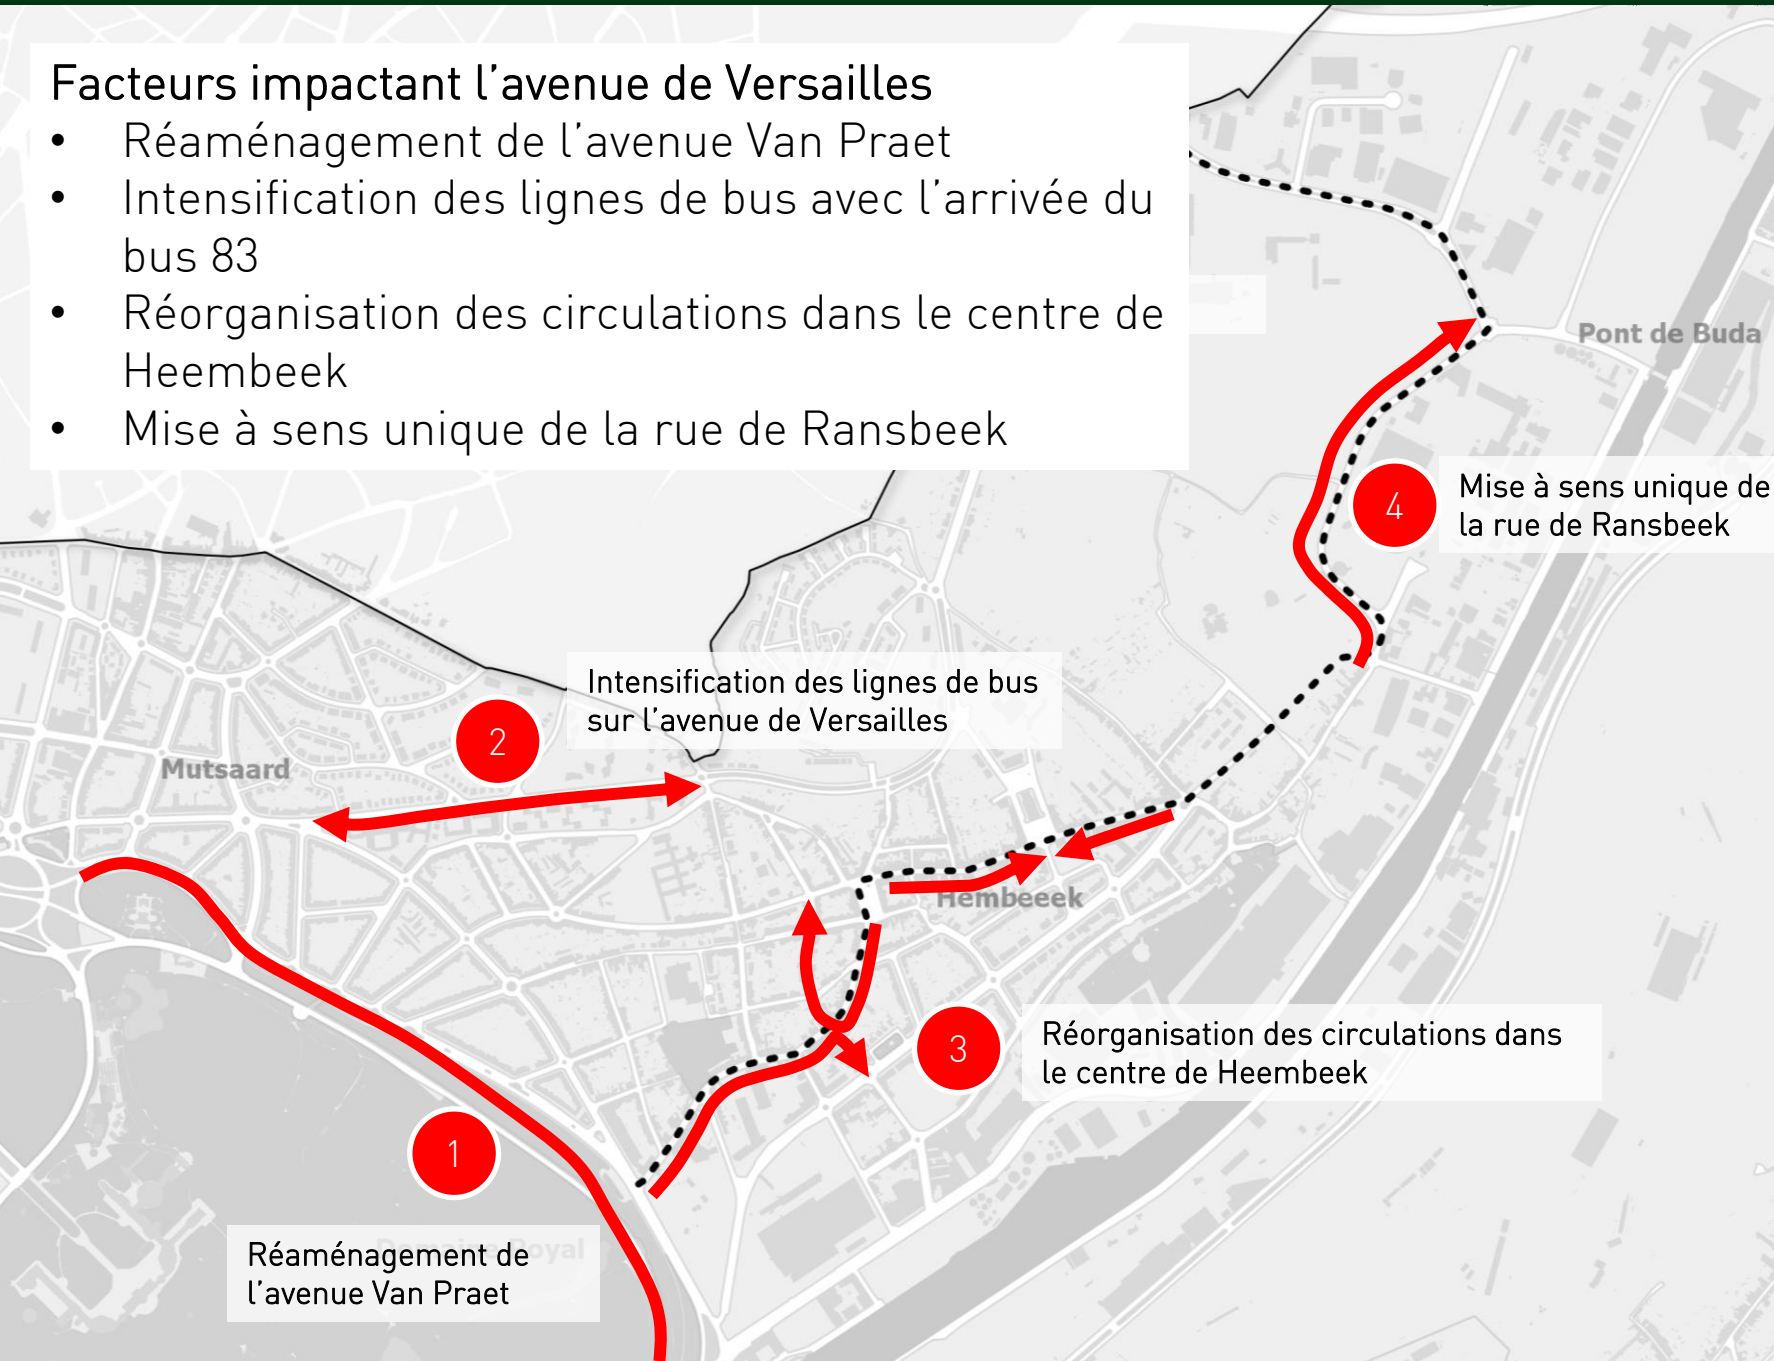 Facteurs impactant l'avenue de Versailles
• Réaménagement de l'avenue Van Praet
• Intensification des lignes de bus avec l'arrivée du
bus 83
• Réorganisation des circulations dans le centre de
Heembeek
• Mise à sens unique de la rue de Ransbeek
Pont de Buda
4
Mise à sens unique de
la rue de Ransbeek
Intensification des lignes de bus
sur l'avenue de Versailles
2
Mutsaard
Hembeeek
3
Réorganisation des circulations dans
le centre de Heembeek
1
Domaine Royal
Réaménagement de
l'avenue Van Praet